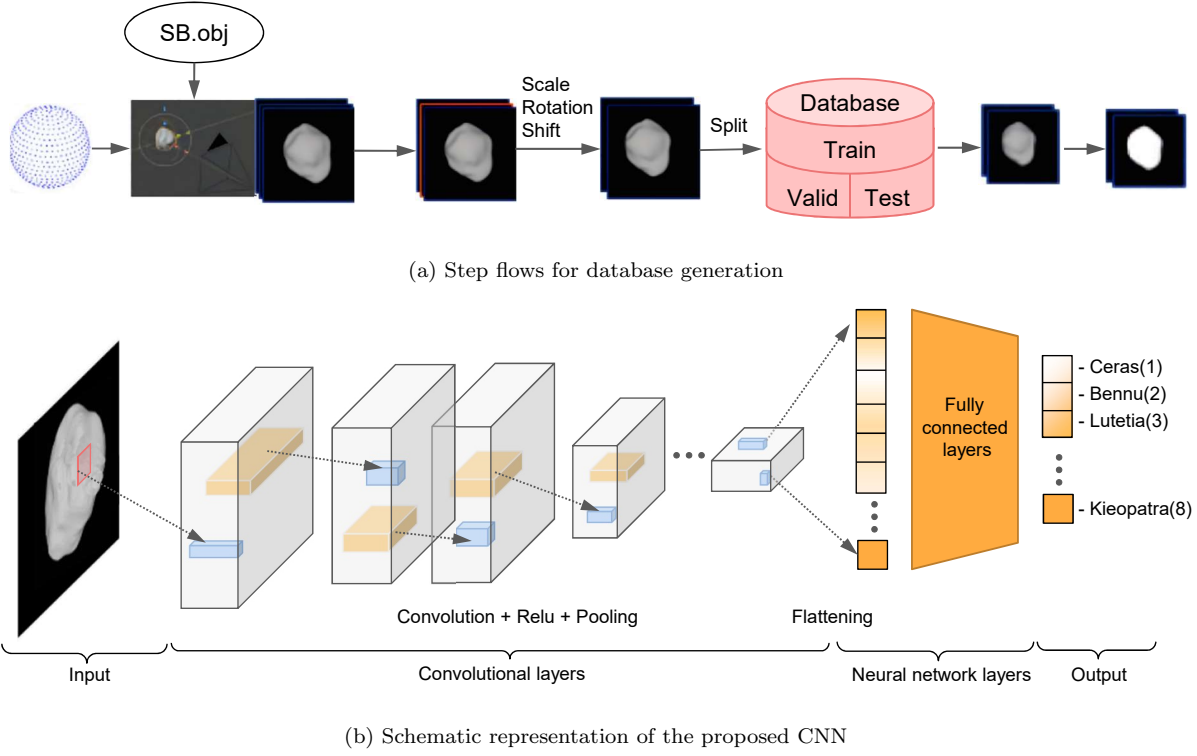 SB.obj
Scale
Rotation
Shift
Split
Database
Train
Valid
Test
(a) Step flows for database generation
- Ceras(1)
- Bennu(2)
- Lutetia(3)
- Kieopatra(8)
Fully
connected
layers
Convolution + Relu + Pooling
Flattening
Input
Convolutional layers
Neural network layers
Output
(b) Schematic representation of the proposed CNN